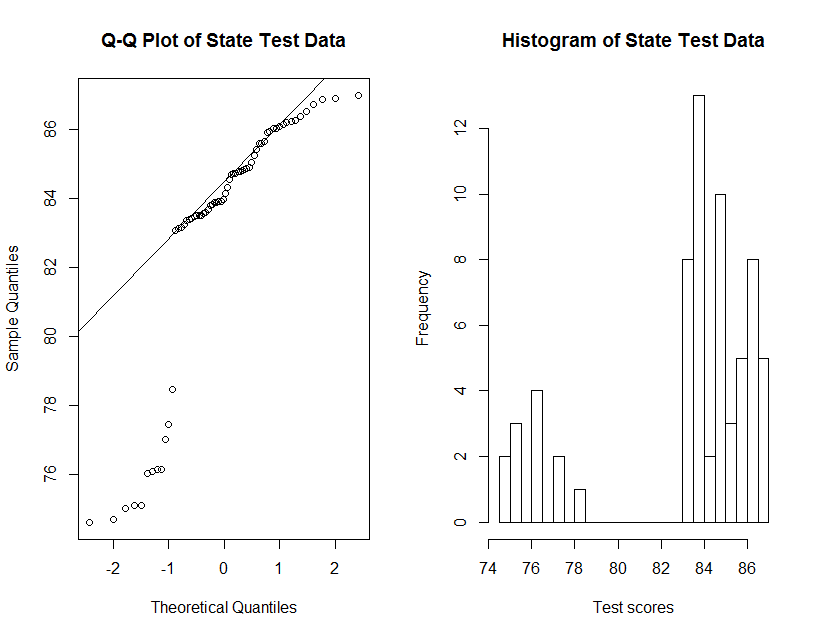 Q-Q Plot of State Test Data
Sample Quantiles
86
84
82
80
78
76
-2 -1 0 1 2
Theoretical Quantiles
Histogram of State Test Data
Frequency
12
10
8
6
4
2
0
74 76 78 80 82 84 86
Test scores